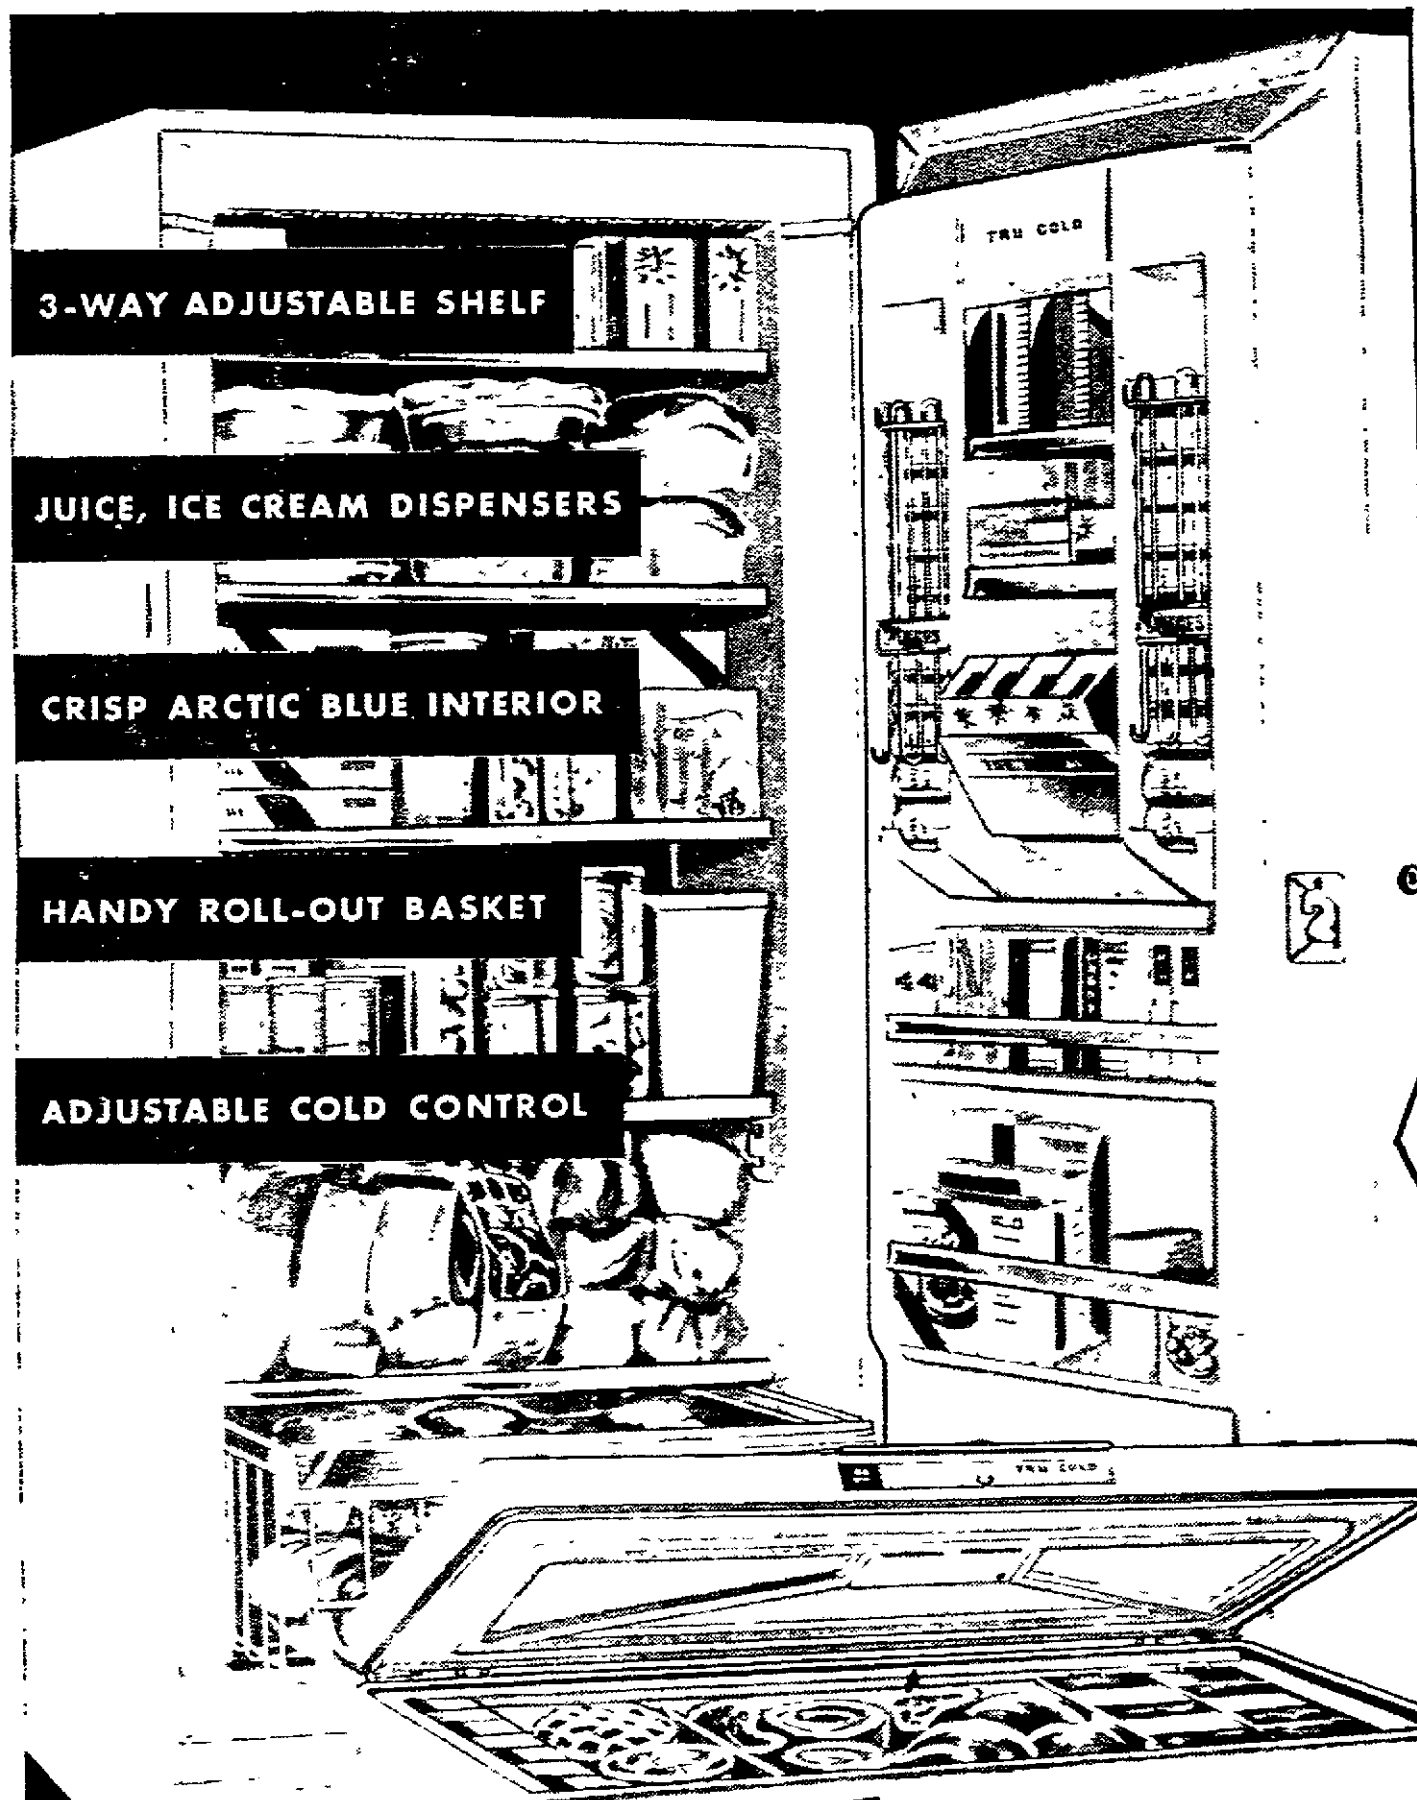 TRU COLD
3-WAY ADJUSTABLE SHELF
JUICE, ICE CREAM DISPENSERS
CRISP ARCTIC BLUE INTERIOR
HANDY ROLL-OUT BASKET
ADJUSTABLE COLD CONTROL
TRU COLD